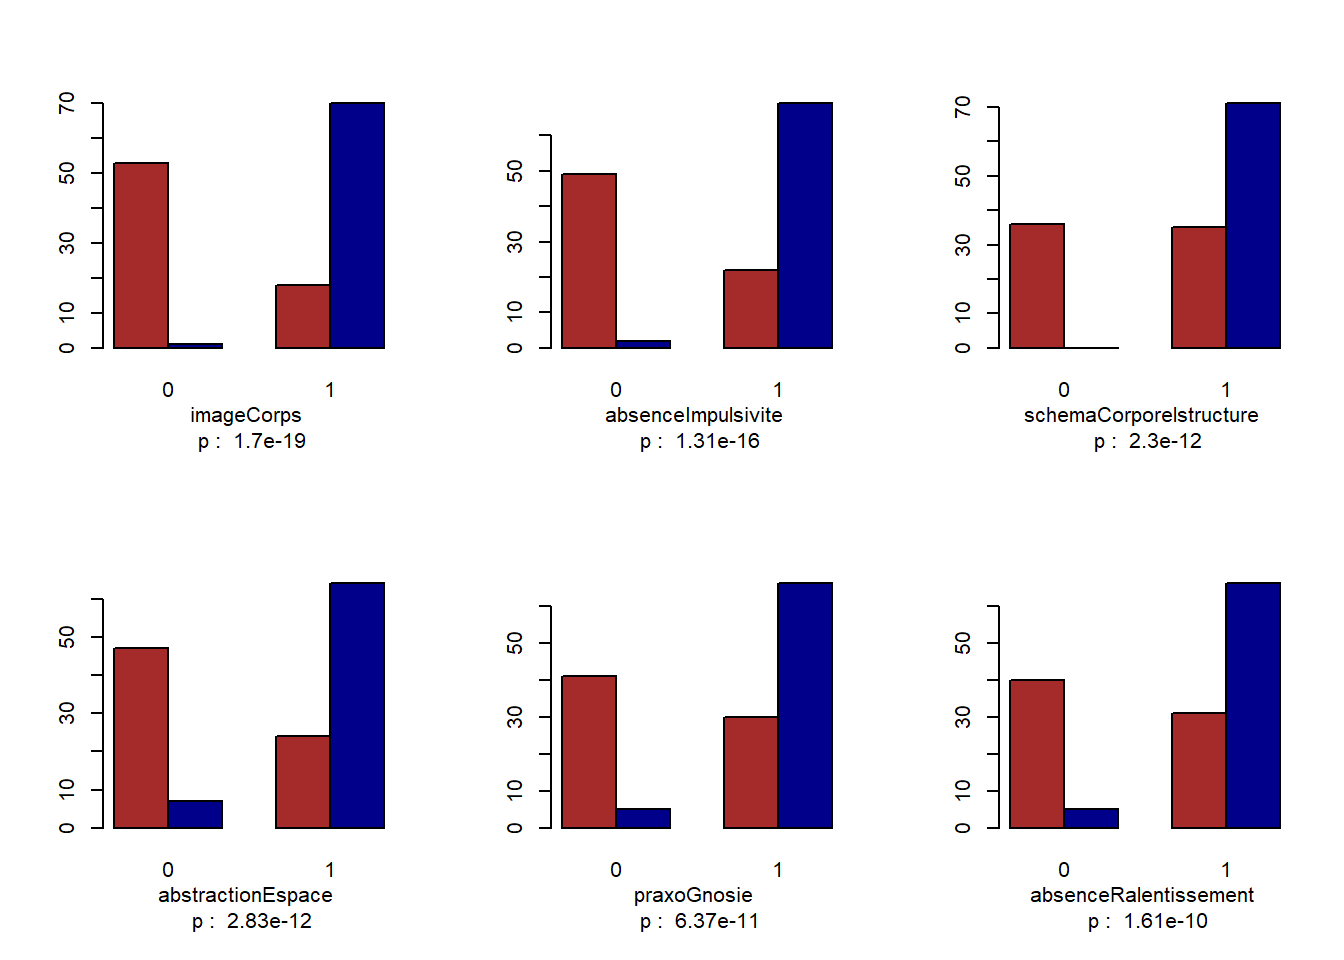 70
50
30
10
0
0 1
imageCorps
p : 1.7e-19
50
30
10
0
0 1
absenceImpulsivite
p : 1.31e-16
70
50
30
10
0
0 1
schemaCorporelstructure
p : 2.3e-12
50
30
10
0
0 1
abstractionEspace
p : 2.83e-12
50
30
10
0
0 1
praxoGnosie
p : 6.37e-11
50
30
10
0
0 1
absenceRalentissement
p : 1.61e-10